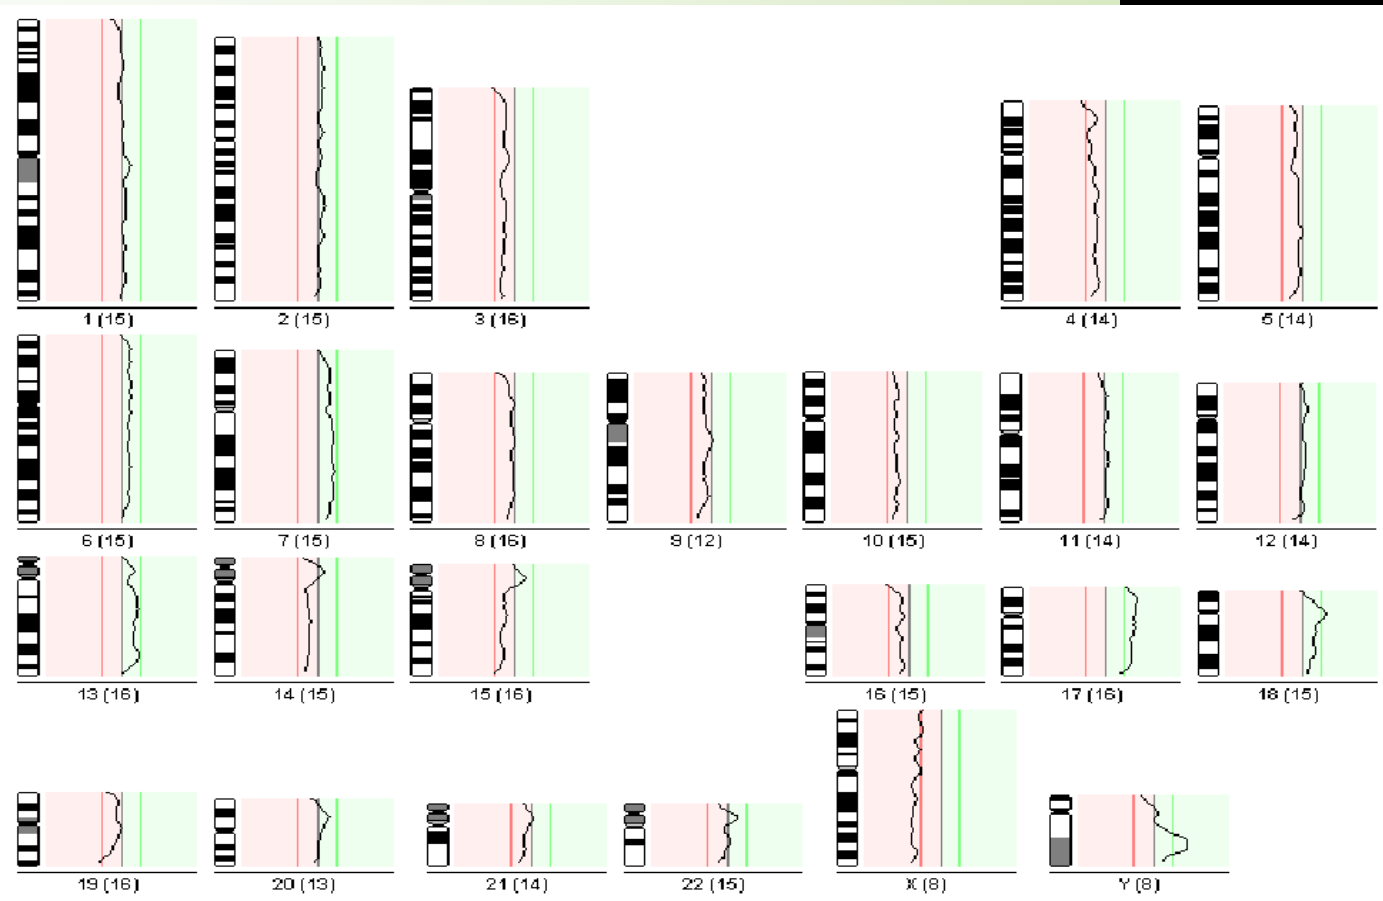 1 (15) 2 (15) 3 (16) 4 (14) 5 (14)
6 (15) 7 (15) 8 (16) 9 (12) 10 (15) 11 (14) 12 (14)
13 (16) 14 (15) 15 (16) 16 (15) 17 (16) 18 (15)
19 (16) 20 (13) 21 (14) 22 (15) X (8) Y (8)